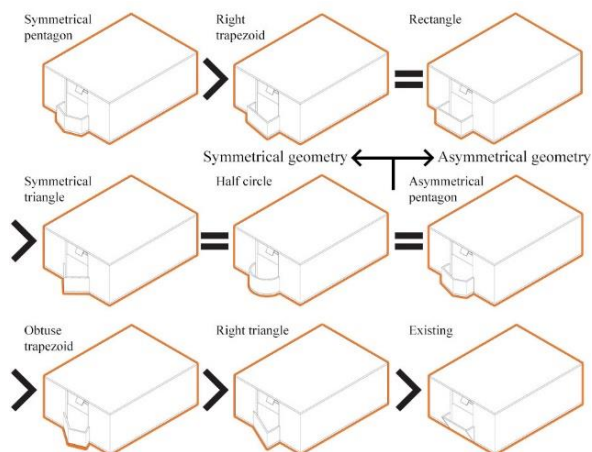 Symmetrical
pentagon
Right
trapezoid
Rectangle
Symmetrical geometry
Asymmetrical geometry
Symmetrical
triangle
Half circle
Asymmetrical
pentagon
Obtuse
trapezoid
Right triangle
Existing